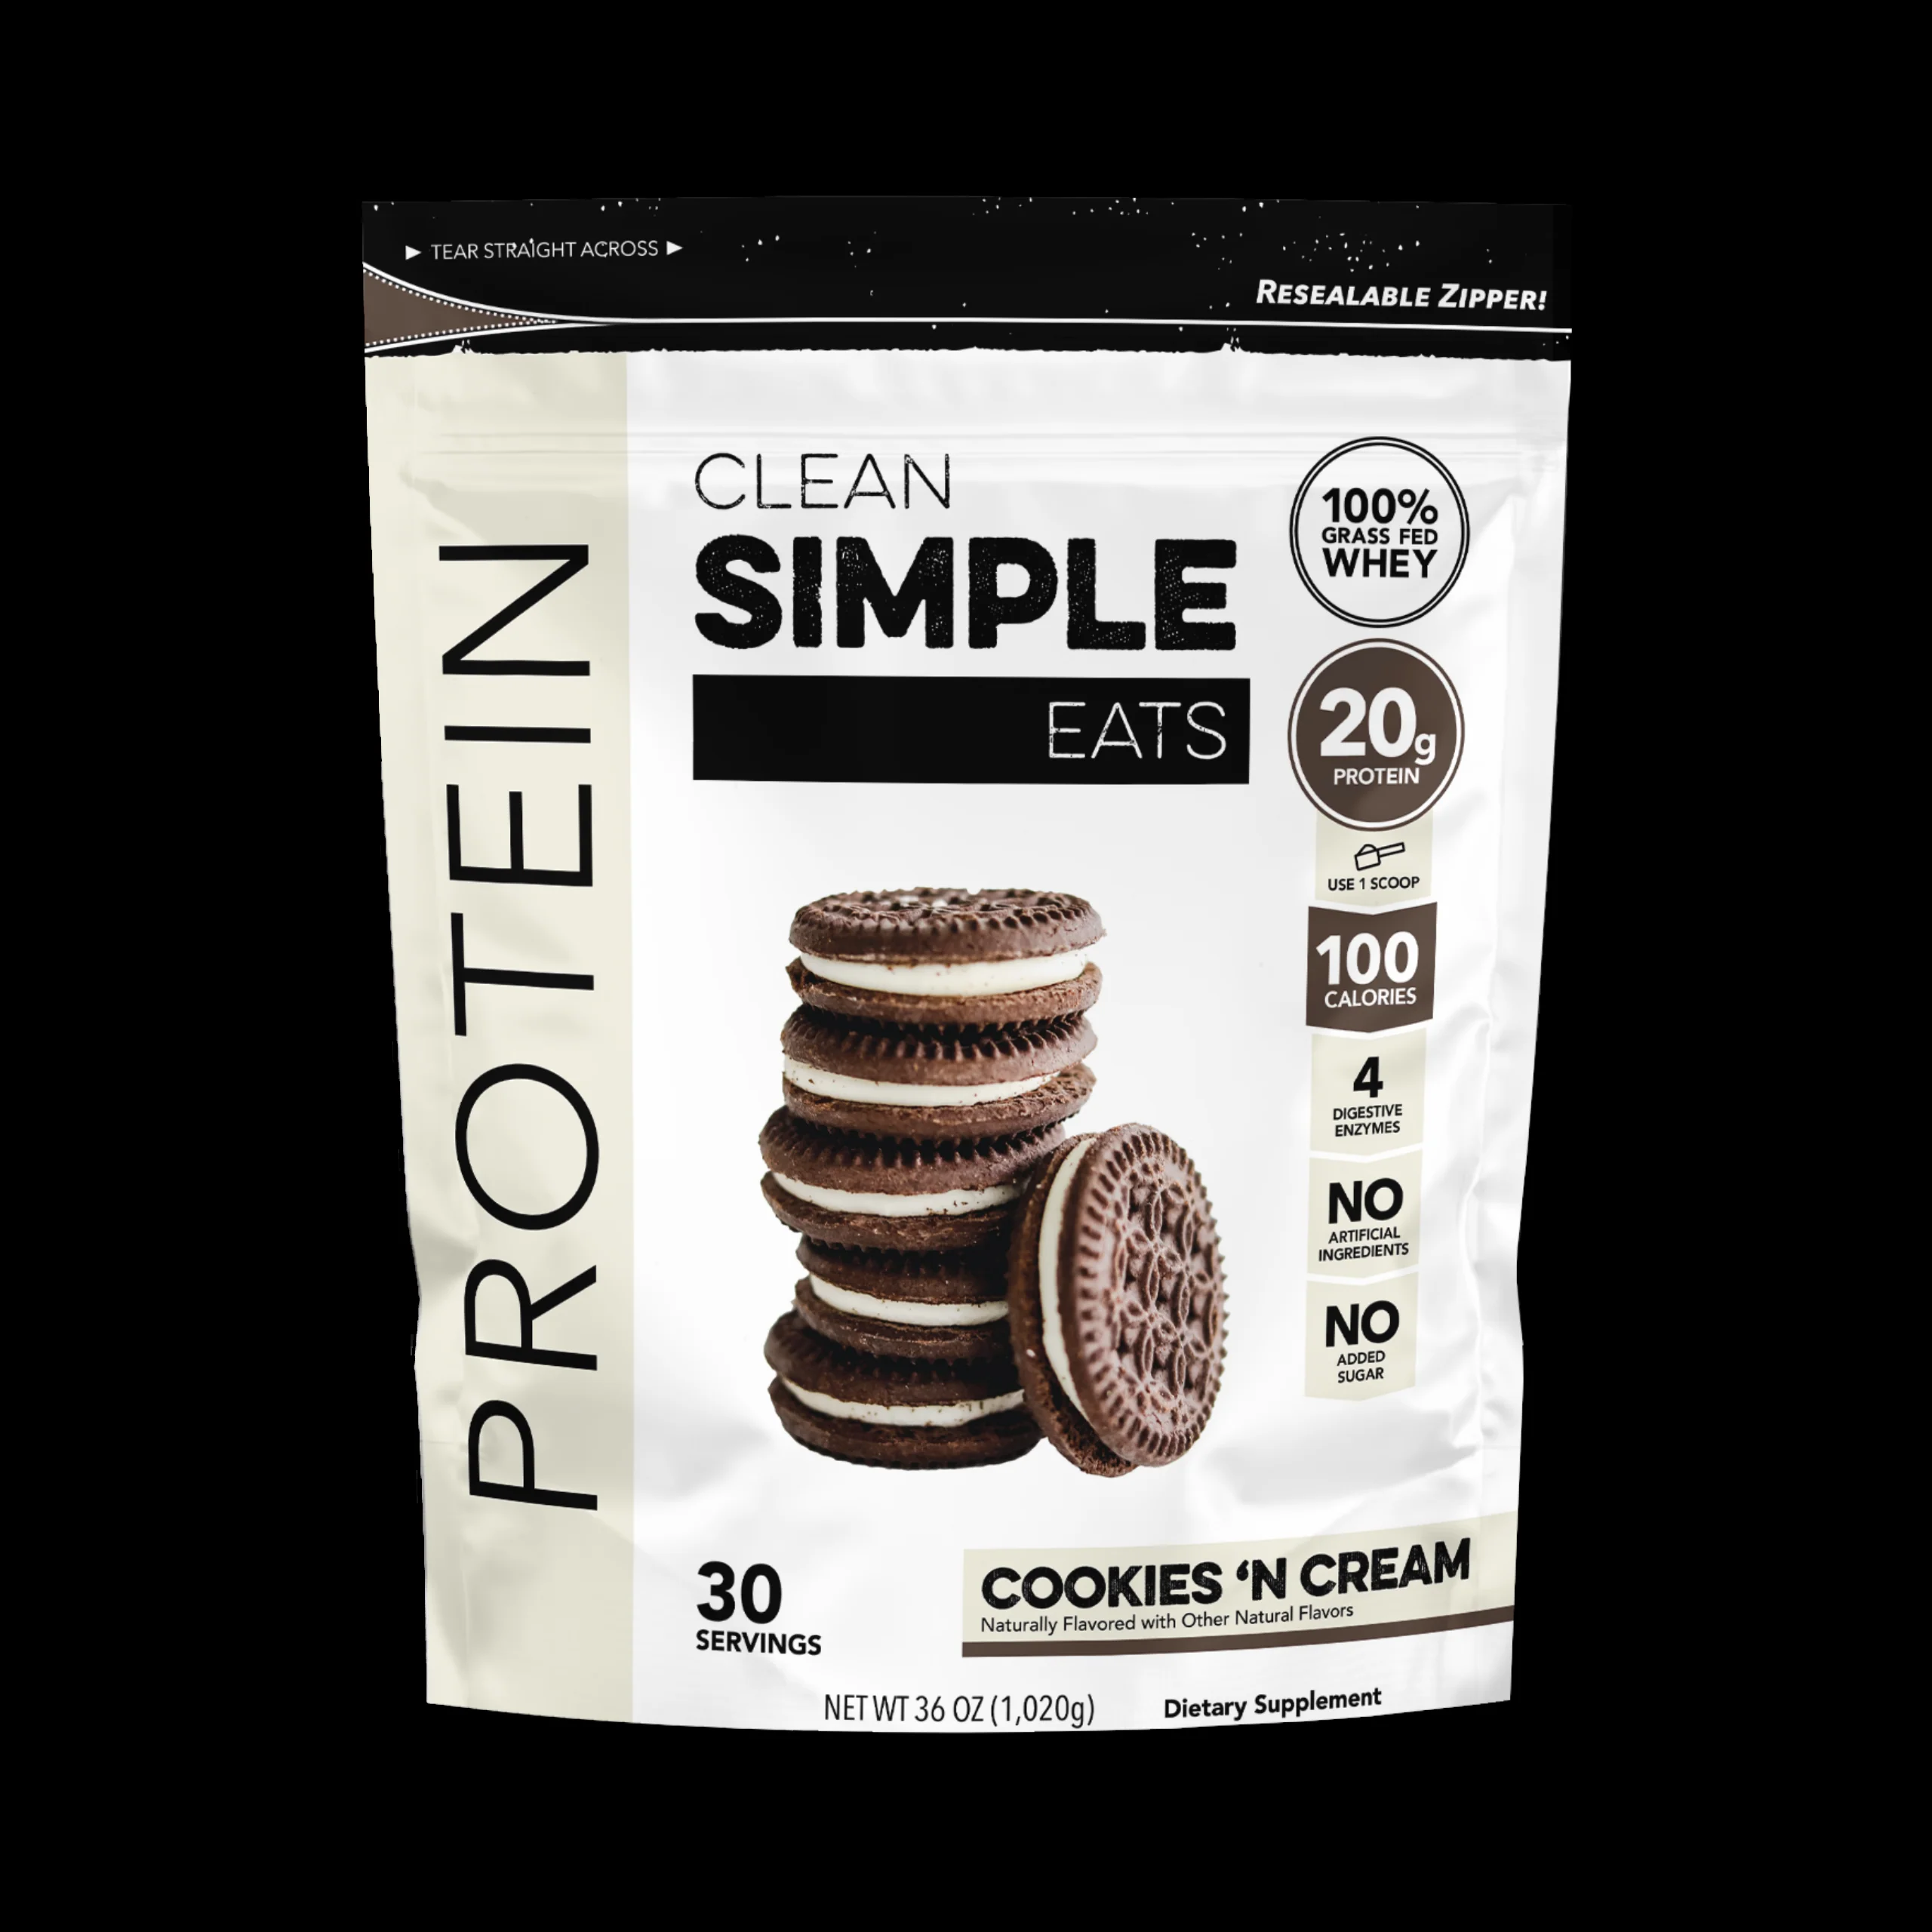 ▶ TEAR STRAIGHT ACROSS ▶
RESEALABLE ZIPPER!
PROTEIN
CLEAN
SIMPLE
EATS
100%
GRASS FED
WHEY
20g
PROTEIN
USE 1 SCOOP
100
CALORIES
4
DIGESTIVE
ENZYMES
NO
ARTIFICIAL
INGREDIENTS
NO
ADDED
SUGAR
30
SERVINGS
COOKIES ‘N CREAM
Naturally Flavored with Other Natural Flavors
NET WT 36 OZ (1,020g)
Dietary Supplement